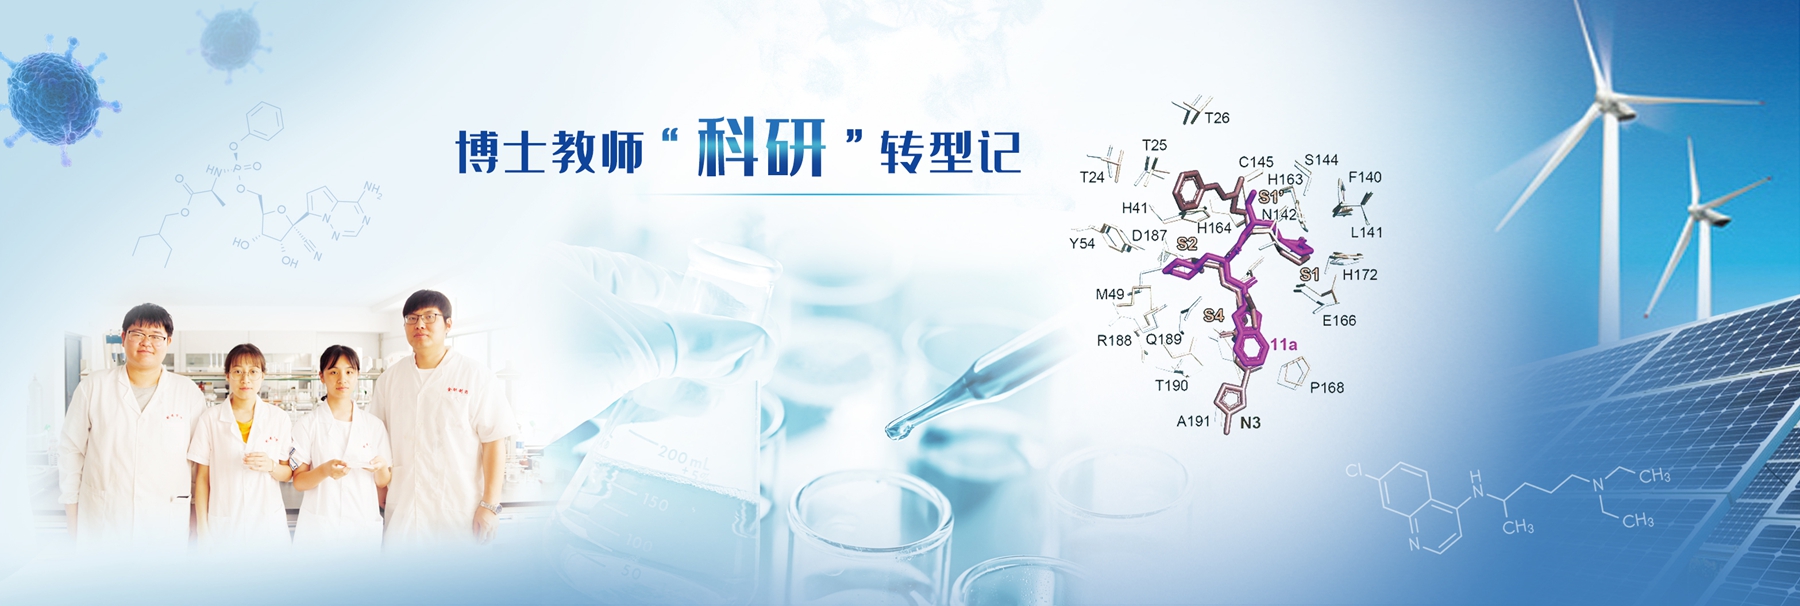 博士教师“科研”转型记
T26
T25
T24
C145
S144
H163
F140
S1'
H41
N142
H164
L141
Y54
D187
S2
S1
H172
M49
S4
E166
R188
Q189
11a
T190
P168
A191
N3
O
HN
P
O
O
O
O
O
NH2
N
N
N
HO
OH
N
200 mL
150
100
50
Cl
H
N
N
CH3
CH3
CH3
N